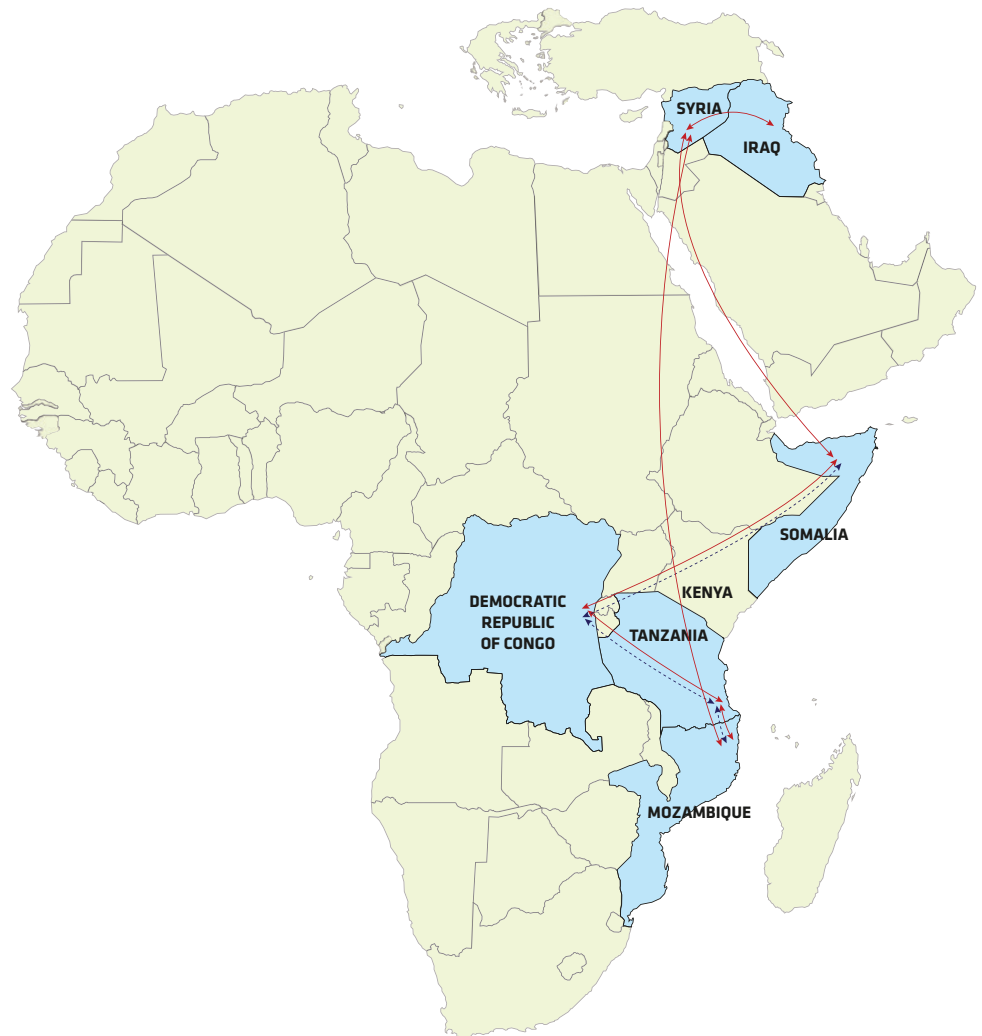 SYRIA
IRAQ
SOMALIA
KENYA
DEMOCRATIC
REPUBLIC
OF CONGO
TANZANIA
MOZAMBIQUE